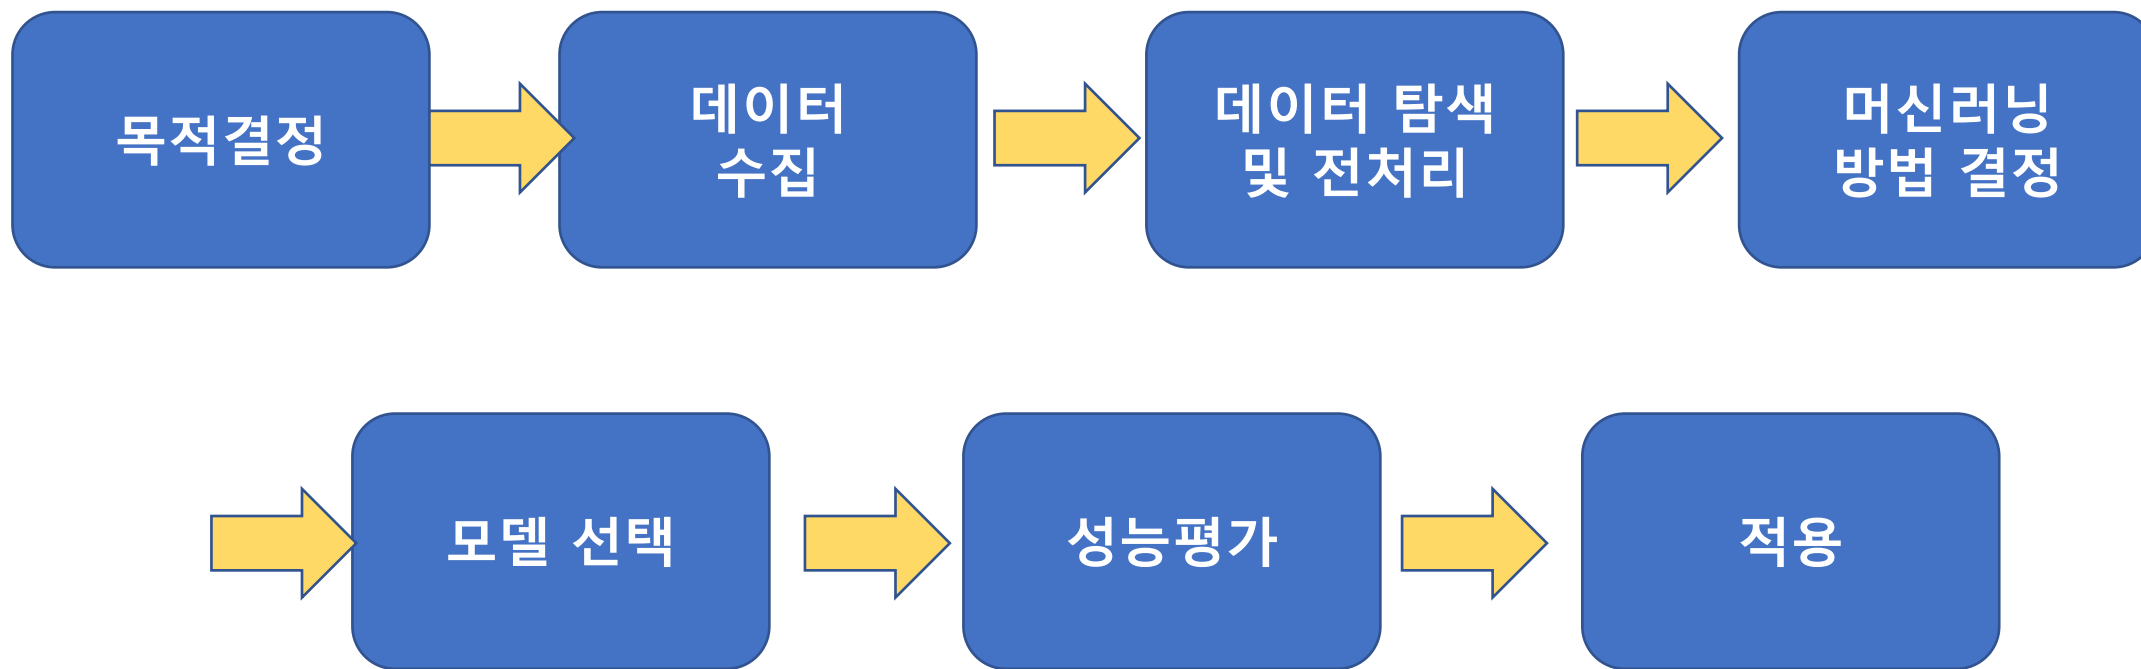 목적결정
데이터
수집
데이터 탐색
및 전처리
머신러닝
방법 결정
모델 선택
성능평가
적용